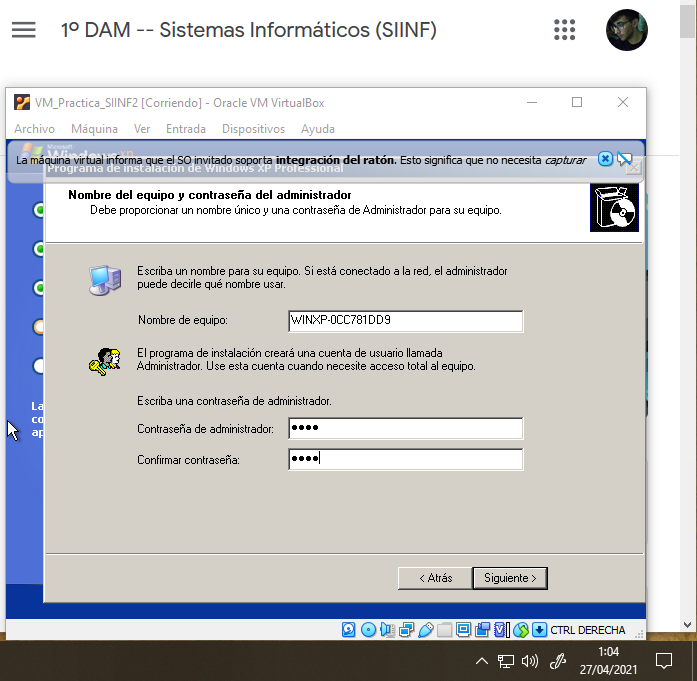 1º DAM -- Sistemas Informáticos (SIINF)
VM_Practica_SIINF2 [Corriendo] - Oracle VM VirtualBox
Archivo Máquina Ver Entrada Dispositivos Ayuda
Microsoft
Windows XP
La máquina virtual informa que el SO invitado soporta integración del ratón. Esto significa que no necesita capturar
Programa de instalación de Windows XP Professional
Nombre del equipo y contraseña del administrador
Debe proporcionar un nombre único y una contraseña de Administrador para su equipo.
Escriba un nombre para su equipo. Si está conectado a la red, el administrador
puede decirle qué nombre usar.
Nombre de equipo: WINXP-0CC781DD9
El programa de instalación creará una cuenta de usuario llamada
Administrador. Use esta cuenta cuando necesite acceso total al equipo.
Escriba una contraseña de administrador.
La
co
ap
Contraseña de administrador: ●●●●
Confirmar contraseña: ●●●●
< Atrás Siguiente >
CTRL DERECHA
1:04
27/04/2021